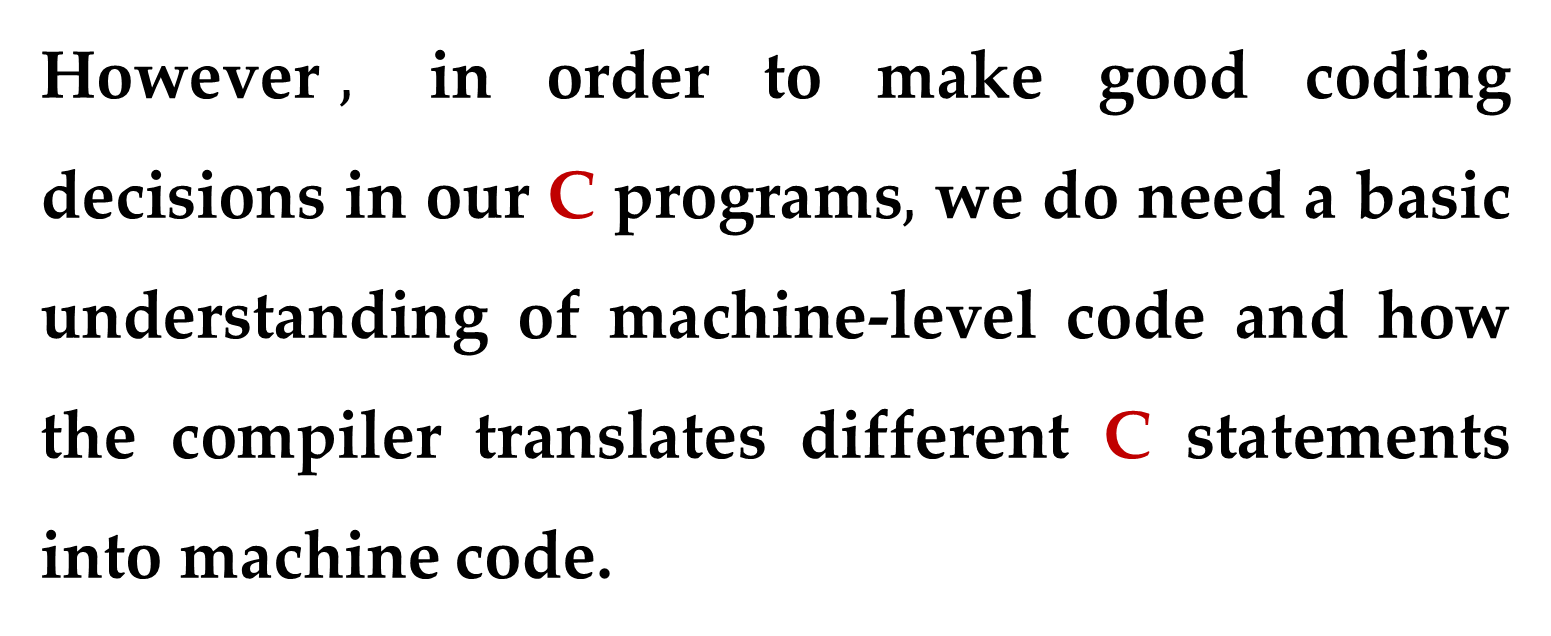 However , in order to make good coding
decisions in our C programs, we do need a basic
understanding of machine-level code and how
the compiler translates different C statements
into machine code.